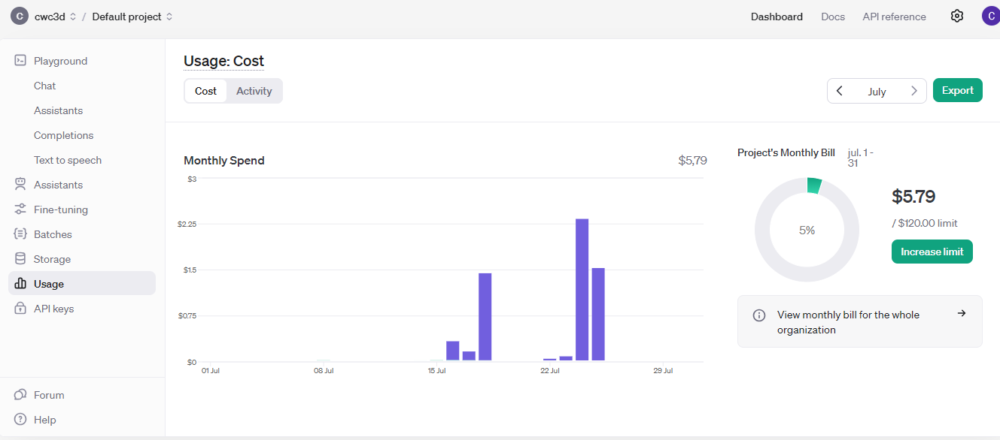 C cwc3d / Default project
Dashboard Docs API reference C
Playground
Chat
Assistants
Completions
Text to speech
Assistants
Fine-tuning
Batches
Storage
Usage
API keys
Forum
Help
Usage: Cost
Cost Activity
July
Export
Monthly Spend $5,79
$3
$2.25
$1.5
$075
$0
01 Jul 08 Jul 15 Jul 22 Jul 29 Jul
Project's Monthly Bill jul. 1 -
31
5%
$5.79
/ $120.00 limit
Increase limit
View monthly bill for the whole
organization